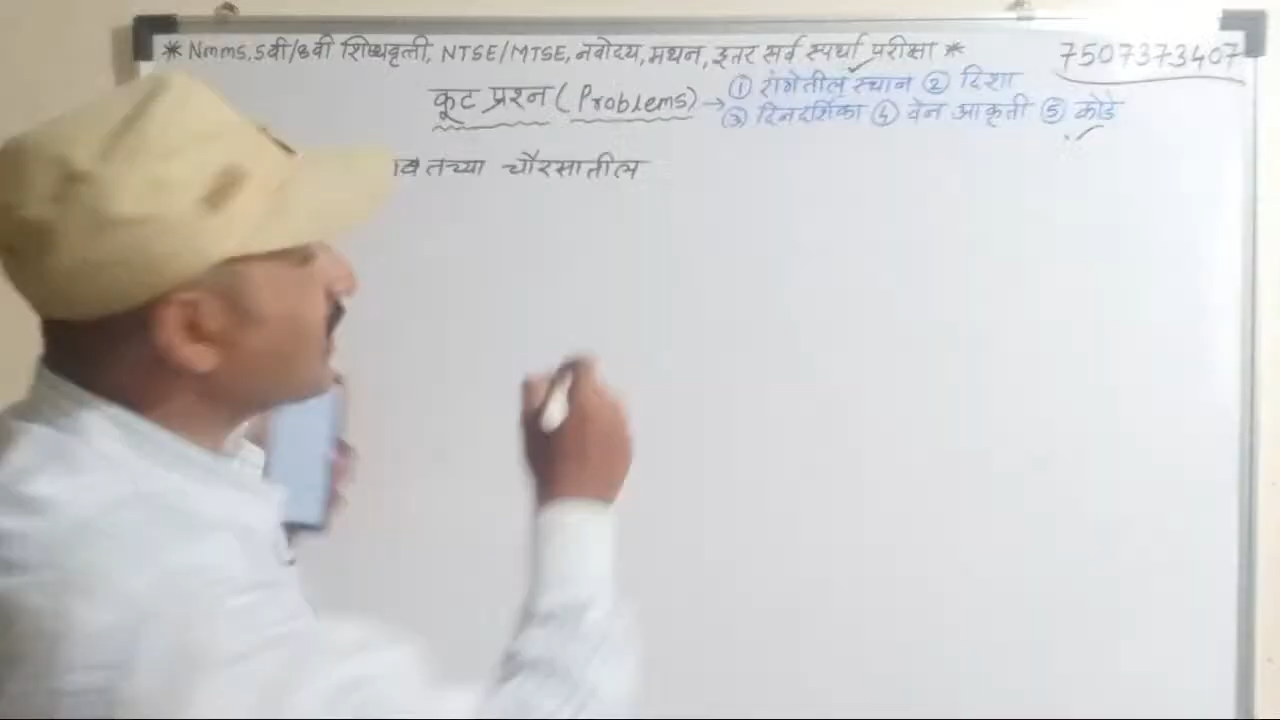 * Nmms, 5वी/8वी शिष्यवृत्ती, NTSE/MTSE, नवोदय, मंथन, इतर सर्व स्पर्धा परीक्षा *
7507373407
कूट प्रश्न (Problems) → ① रांगेतील स्थान ② दिशा
③ दिनदर्शिका ④ वेन आकृती ⑤ कोडे
चौरसातील